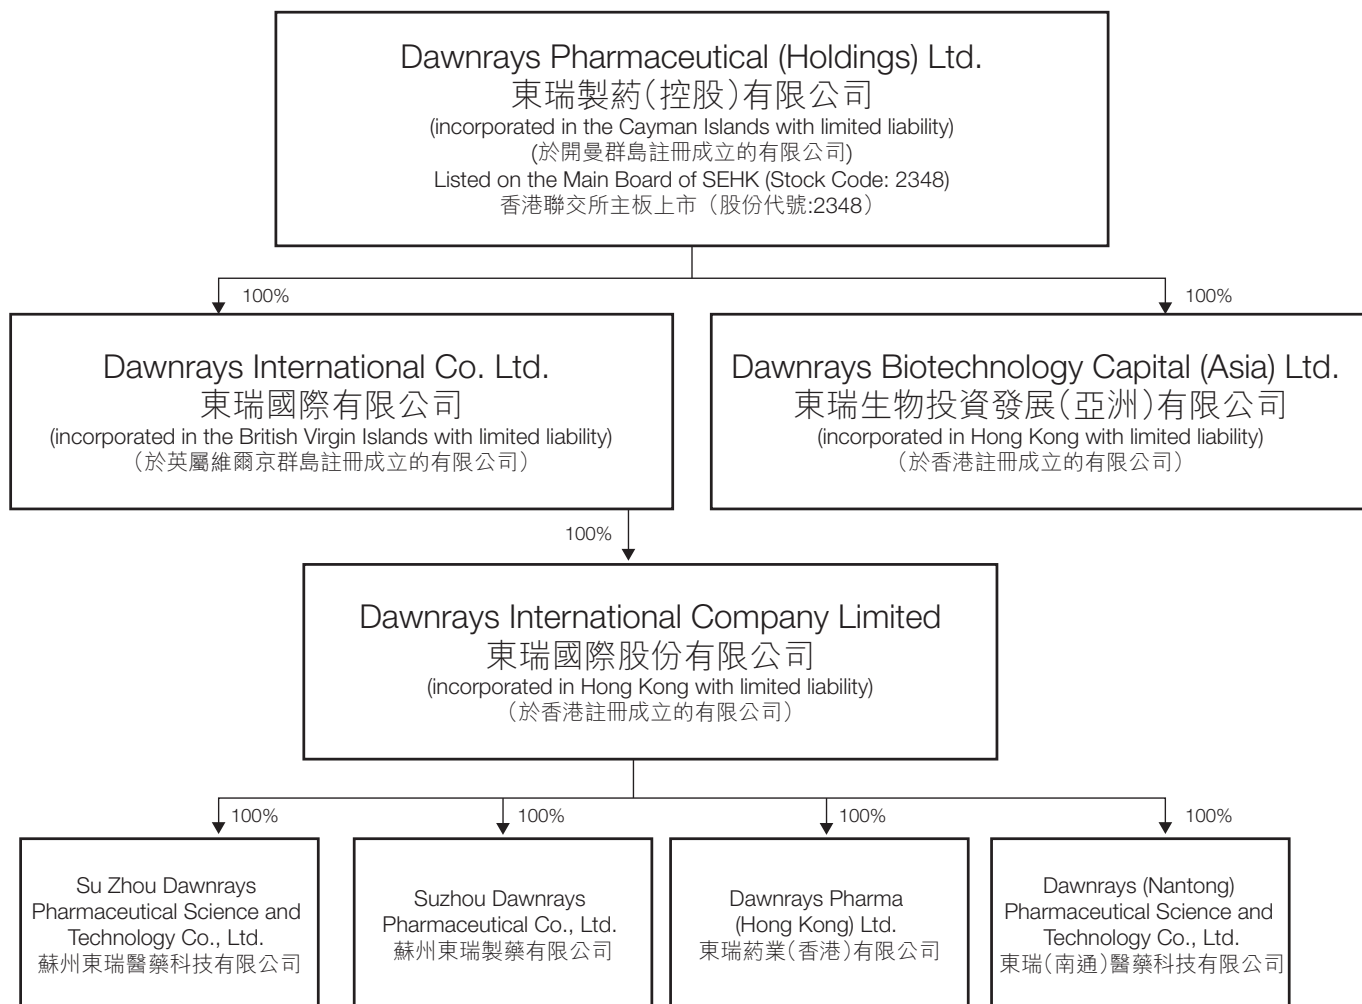 Dawnrays Pharmaceutical (Holdings) Ltd.
東瑞製葯(控股)有限公司
(incorporated in the Cayman Islands with limited liability)
(於開曼群島註冊成立的有限公司)
Listed on the Main Board of SEHK (Stock Code: 2348)
香港聯交所主板上市（股份代號:2348）
100%
100%
Dawnrays International Co. Ltd.
東瑞國際有限公司
(incorporated in the British Virgin Islands with limited liability)
（於英屬維爾京群島註冊成立的有限公司）
Dawnrays Biotechnology Capital (Asia) Ltd.
東瑞生物投資發展(亞洲)有限公司
(incorporated in Hong Kong with limited liability)
（於香港註冊成立的有限公司）
100%
Dawnrays International Company Limited
東瑞國際股份有限公司
(incorporated in Hong Kong with limited liability)
（於香港註冊成立的有限公司）
100%
100%
100%
100%
Su Zhou Dawnrays
Pharmaceutical Science and
Technology Co., Ltd.
蘇州東瑞醫藥科技有限公司
Suzhou Dawnrays
Pharmaceutical Co., Ltd.
蘇州東瑞製藥有限公司
Dawnrays Pharma
(Hong Kong) Ltd.
東瑞葯業(香港)有限公司
Dawnrays (Nantong)
Pharmaceutical Science and
Technology Co., Ltd.
東瑞(南通)醫藥科技有限公司